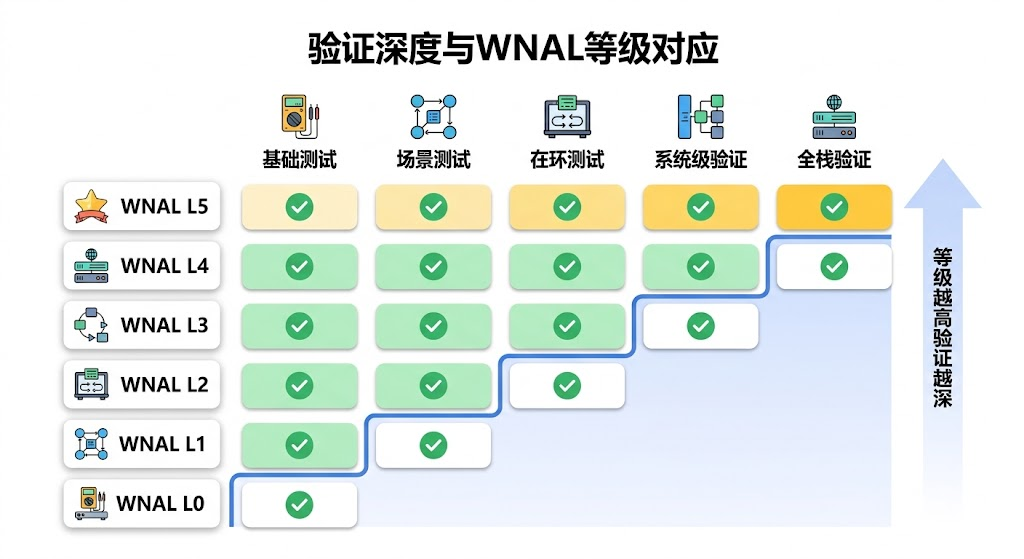 验证深度与WNAL等级对应
基础测试
场景测试
在环测试
系统级验证
全栈验证
WNAL L5
WNAL L4
WNAL L3
WNAL L2
WNAL L1
WNAL L0
等级越高验证越深